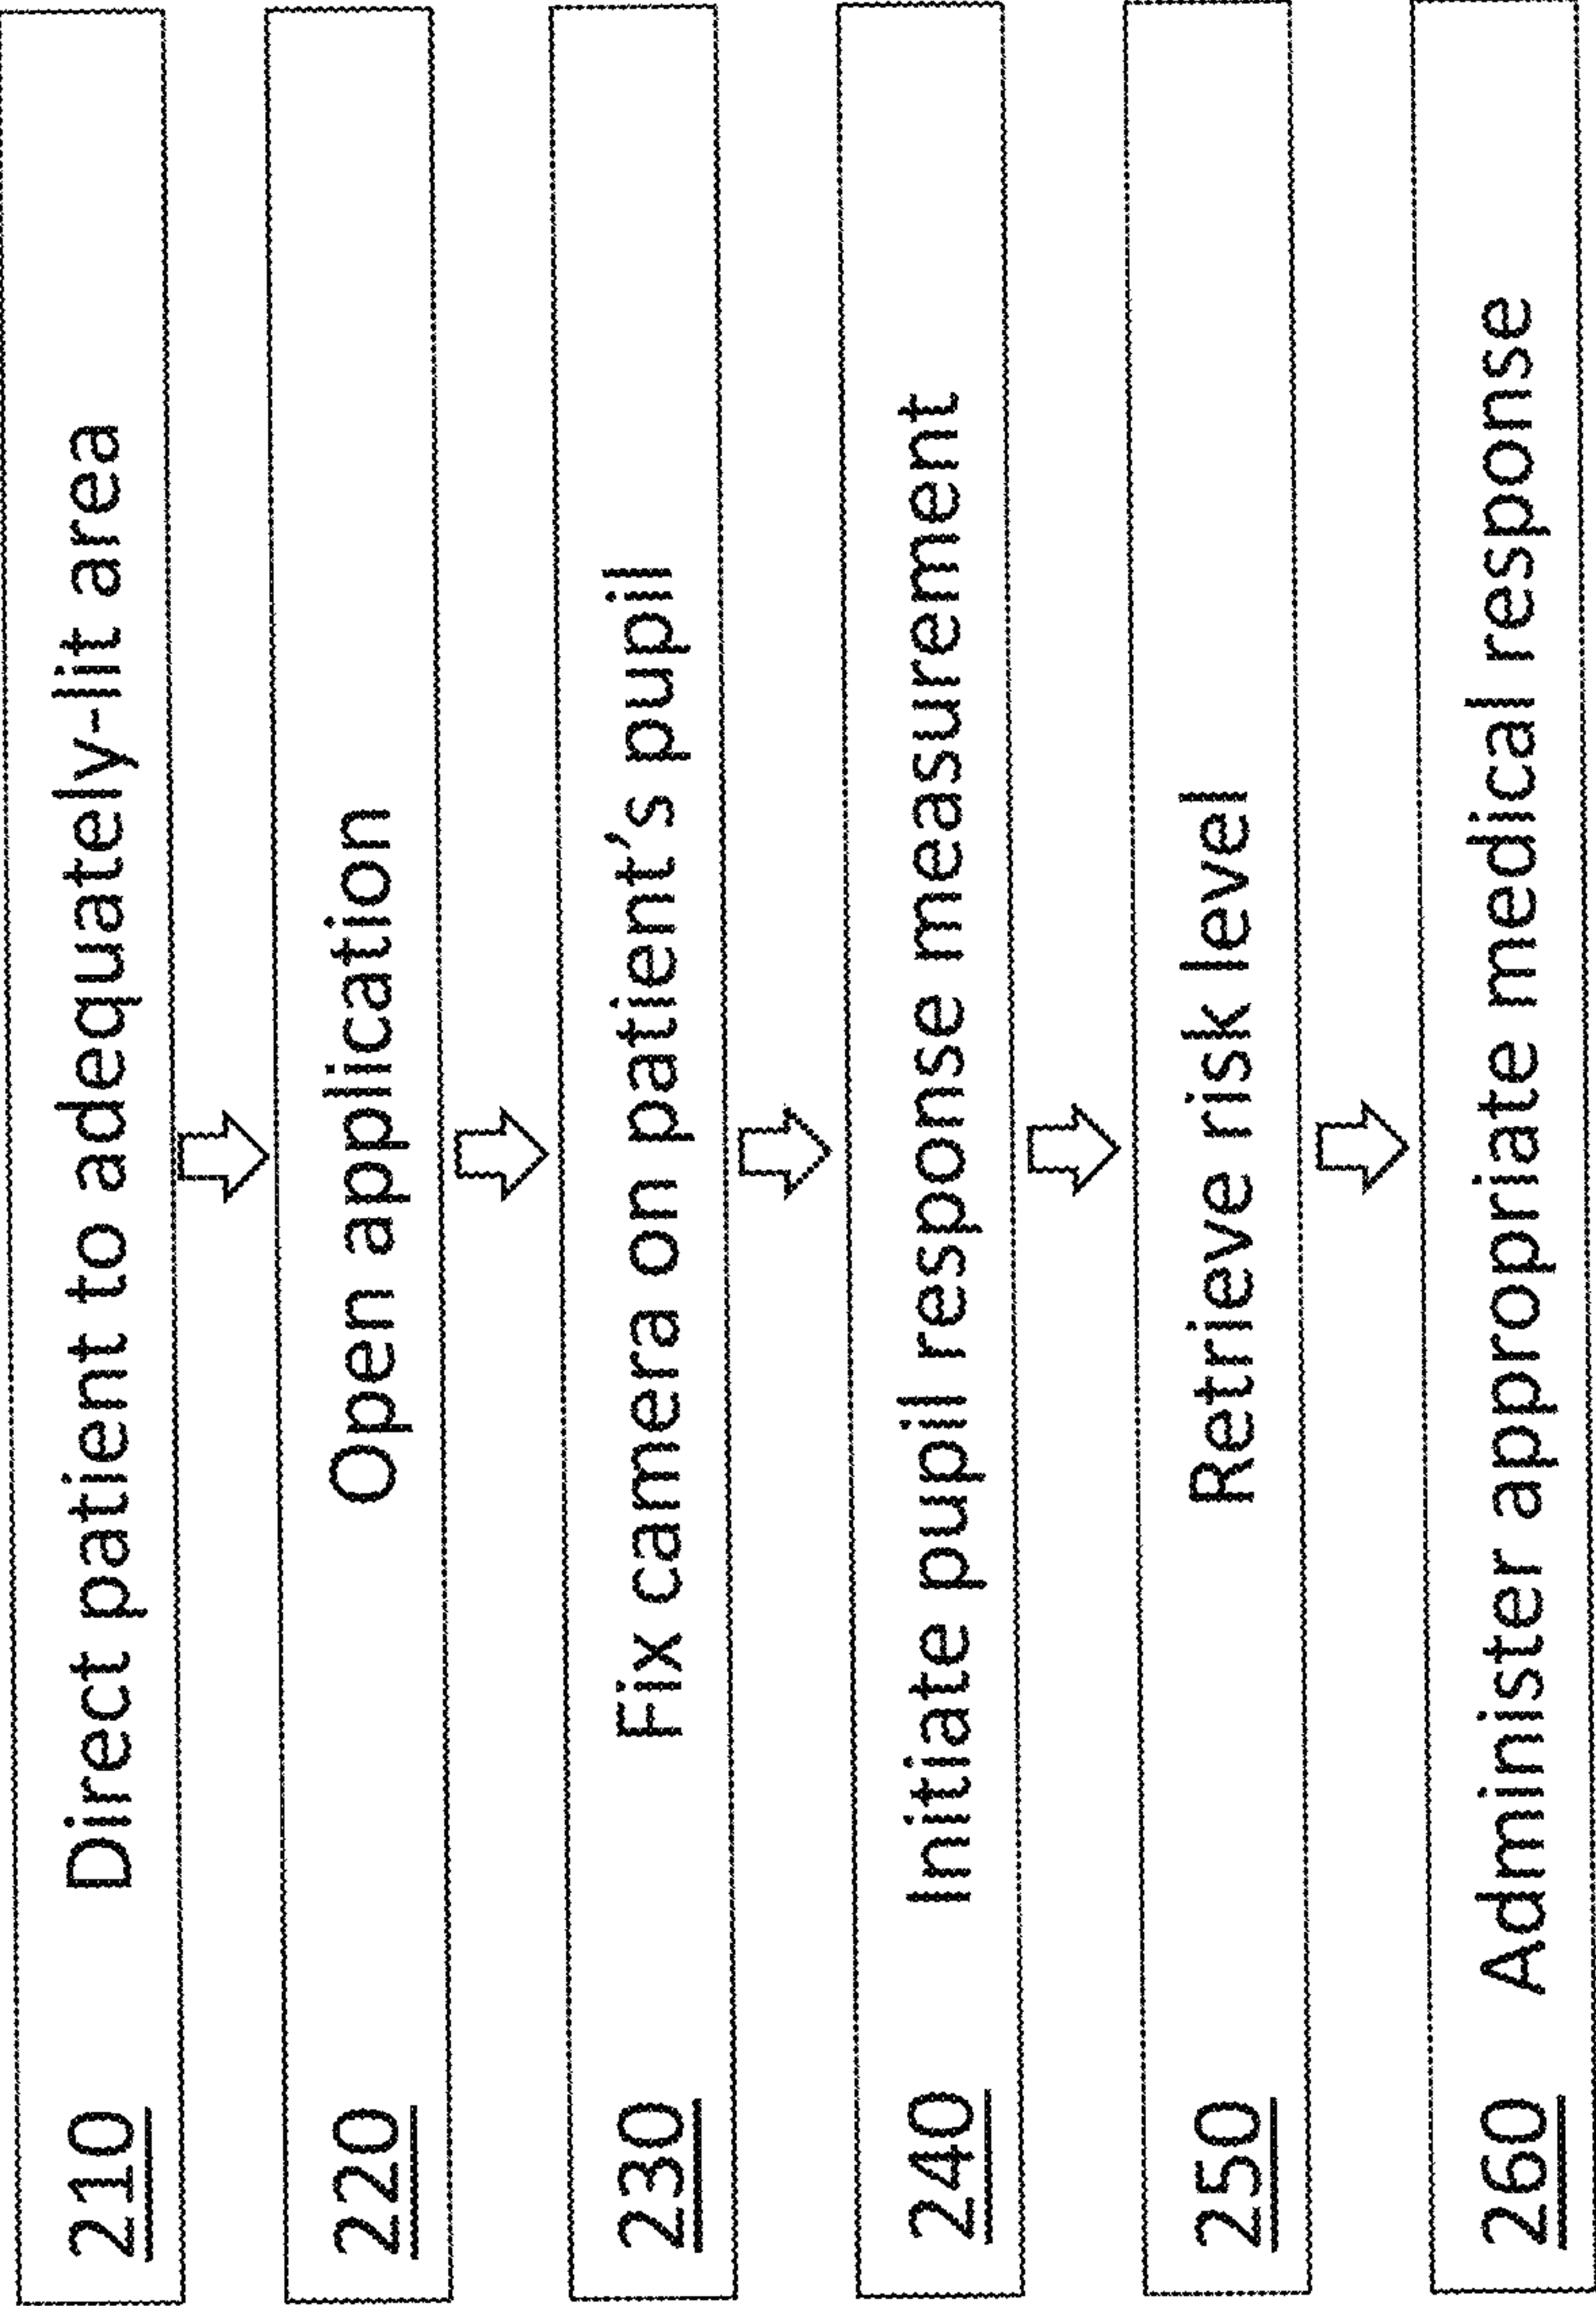 210 Direct patient to adequately-lit area
220 Open application
230 Fix camera on patient's pupil
240 Initiate pupil response measurement
250 Retrieve risk level
260 Administer appropriate medical response